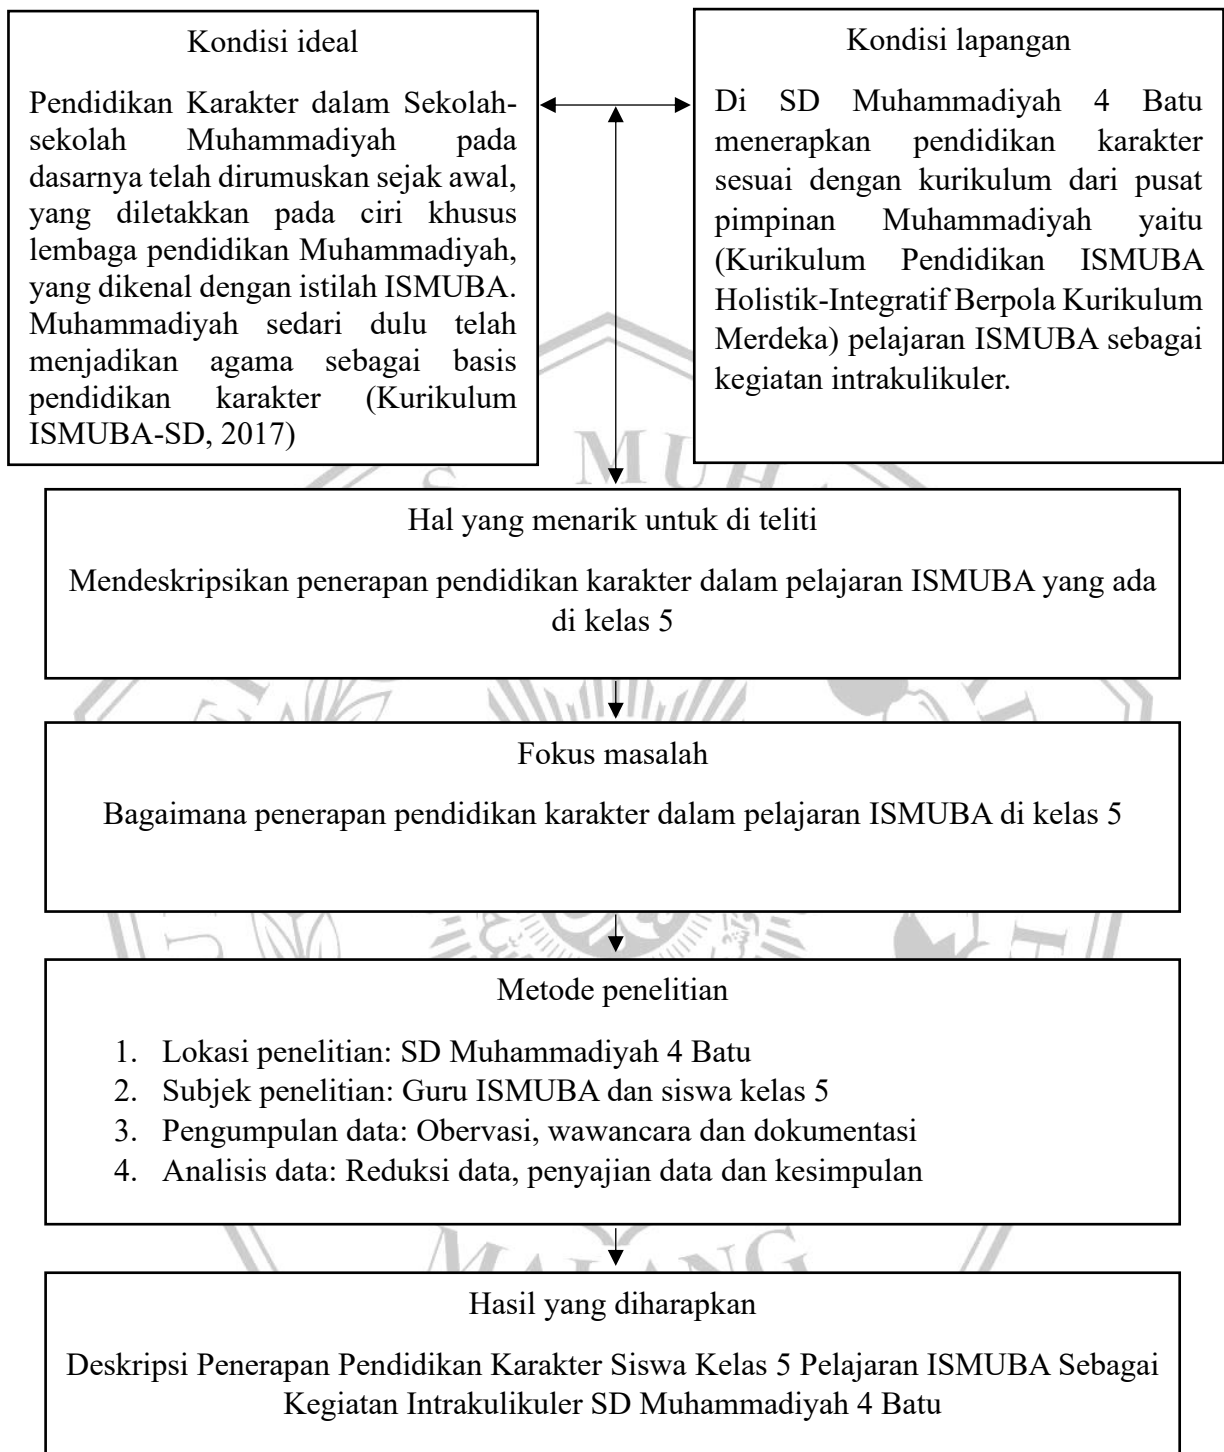 Kondisi ideal
Pendidikan Karakter dalam Sekolah-
sekolah Muhammadiyah pada
dasarnya telah dirumuskan sejak awal,
yang diletakkan pada ciri khusus
lembaga pendidikan Muhammadiyah,
yang dikenal dengan istilah ISMUBA.
Muhammadiyah sedari dulu telah
menjadikan agama sebagai basis
pendidikan karakter (Kurikulum
ISMUBA-SD, 2017)
Kondisi lapangan
Di SD Muhammadiyah 4 Batu
menerapkan pendidikan karakter
sesuai dengan kurikulum dari pusat
pimpinan Muhammadiyah yaitu
(Kurikulum Pendidikan ISMUBA
Holistik-Integratif Berpola Kurikulum
Merdeka) pelajaran ISMUBA sebagai
kegiatan intrakulikuler.
Hal yang menarik untuk di teliti
Mendeskripsikan penerapan pendidikan karakter dalam pelajaran ISMUBA yang ada
di kelas 5
Fokus masalah
Bagaimana penerapan pendidikan karakter dalam pelajaran ISMUBA di kelas 5
Metode penelitian
1. Lokasi penelitian: SD Muhammadiyah 4 Batu
2. Subjek penelitian: Guru ISMUBA dan siswa kelas 5
3. Pengumpulan data: Obervasi, wawancara dan dokumentasi
4. Analisis data: Reduksi data, penyajian data dan kesimpulan
MALANG
Hasil yang diharapkan
Deskripsi Penerapan Pendidikan Karakter Siswa Kelas 5 Pelajaran ISMUBA Sebagai
Kegiatan Intrakulikuler SD Muhammadiyah 4 Batu